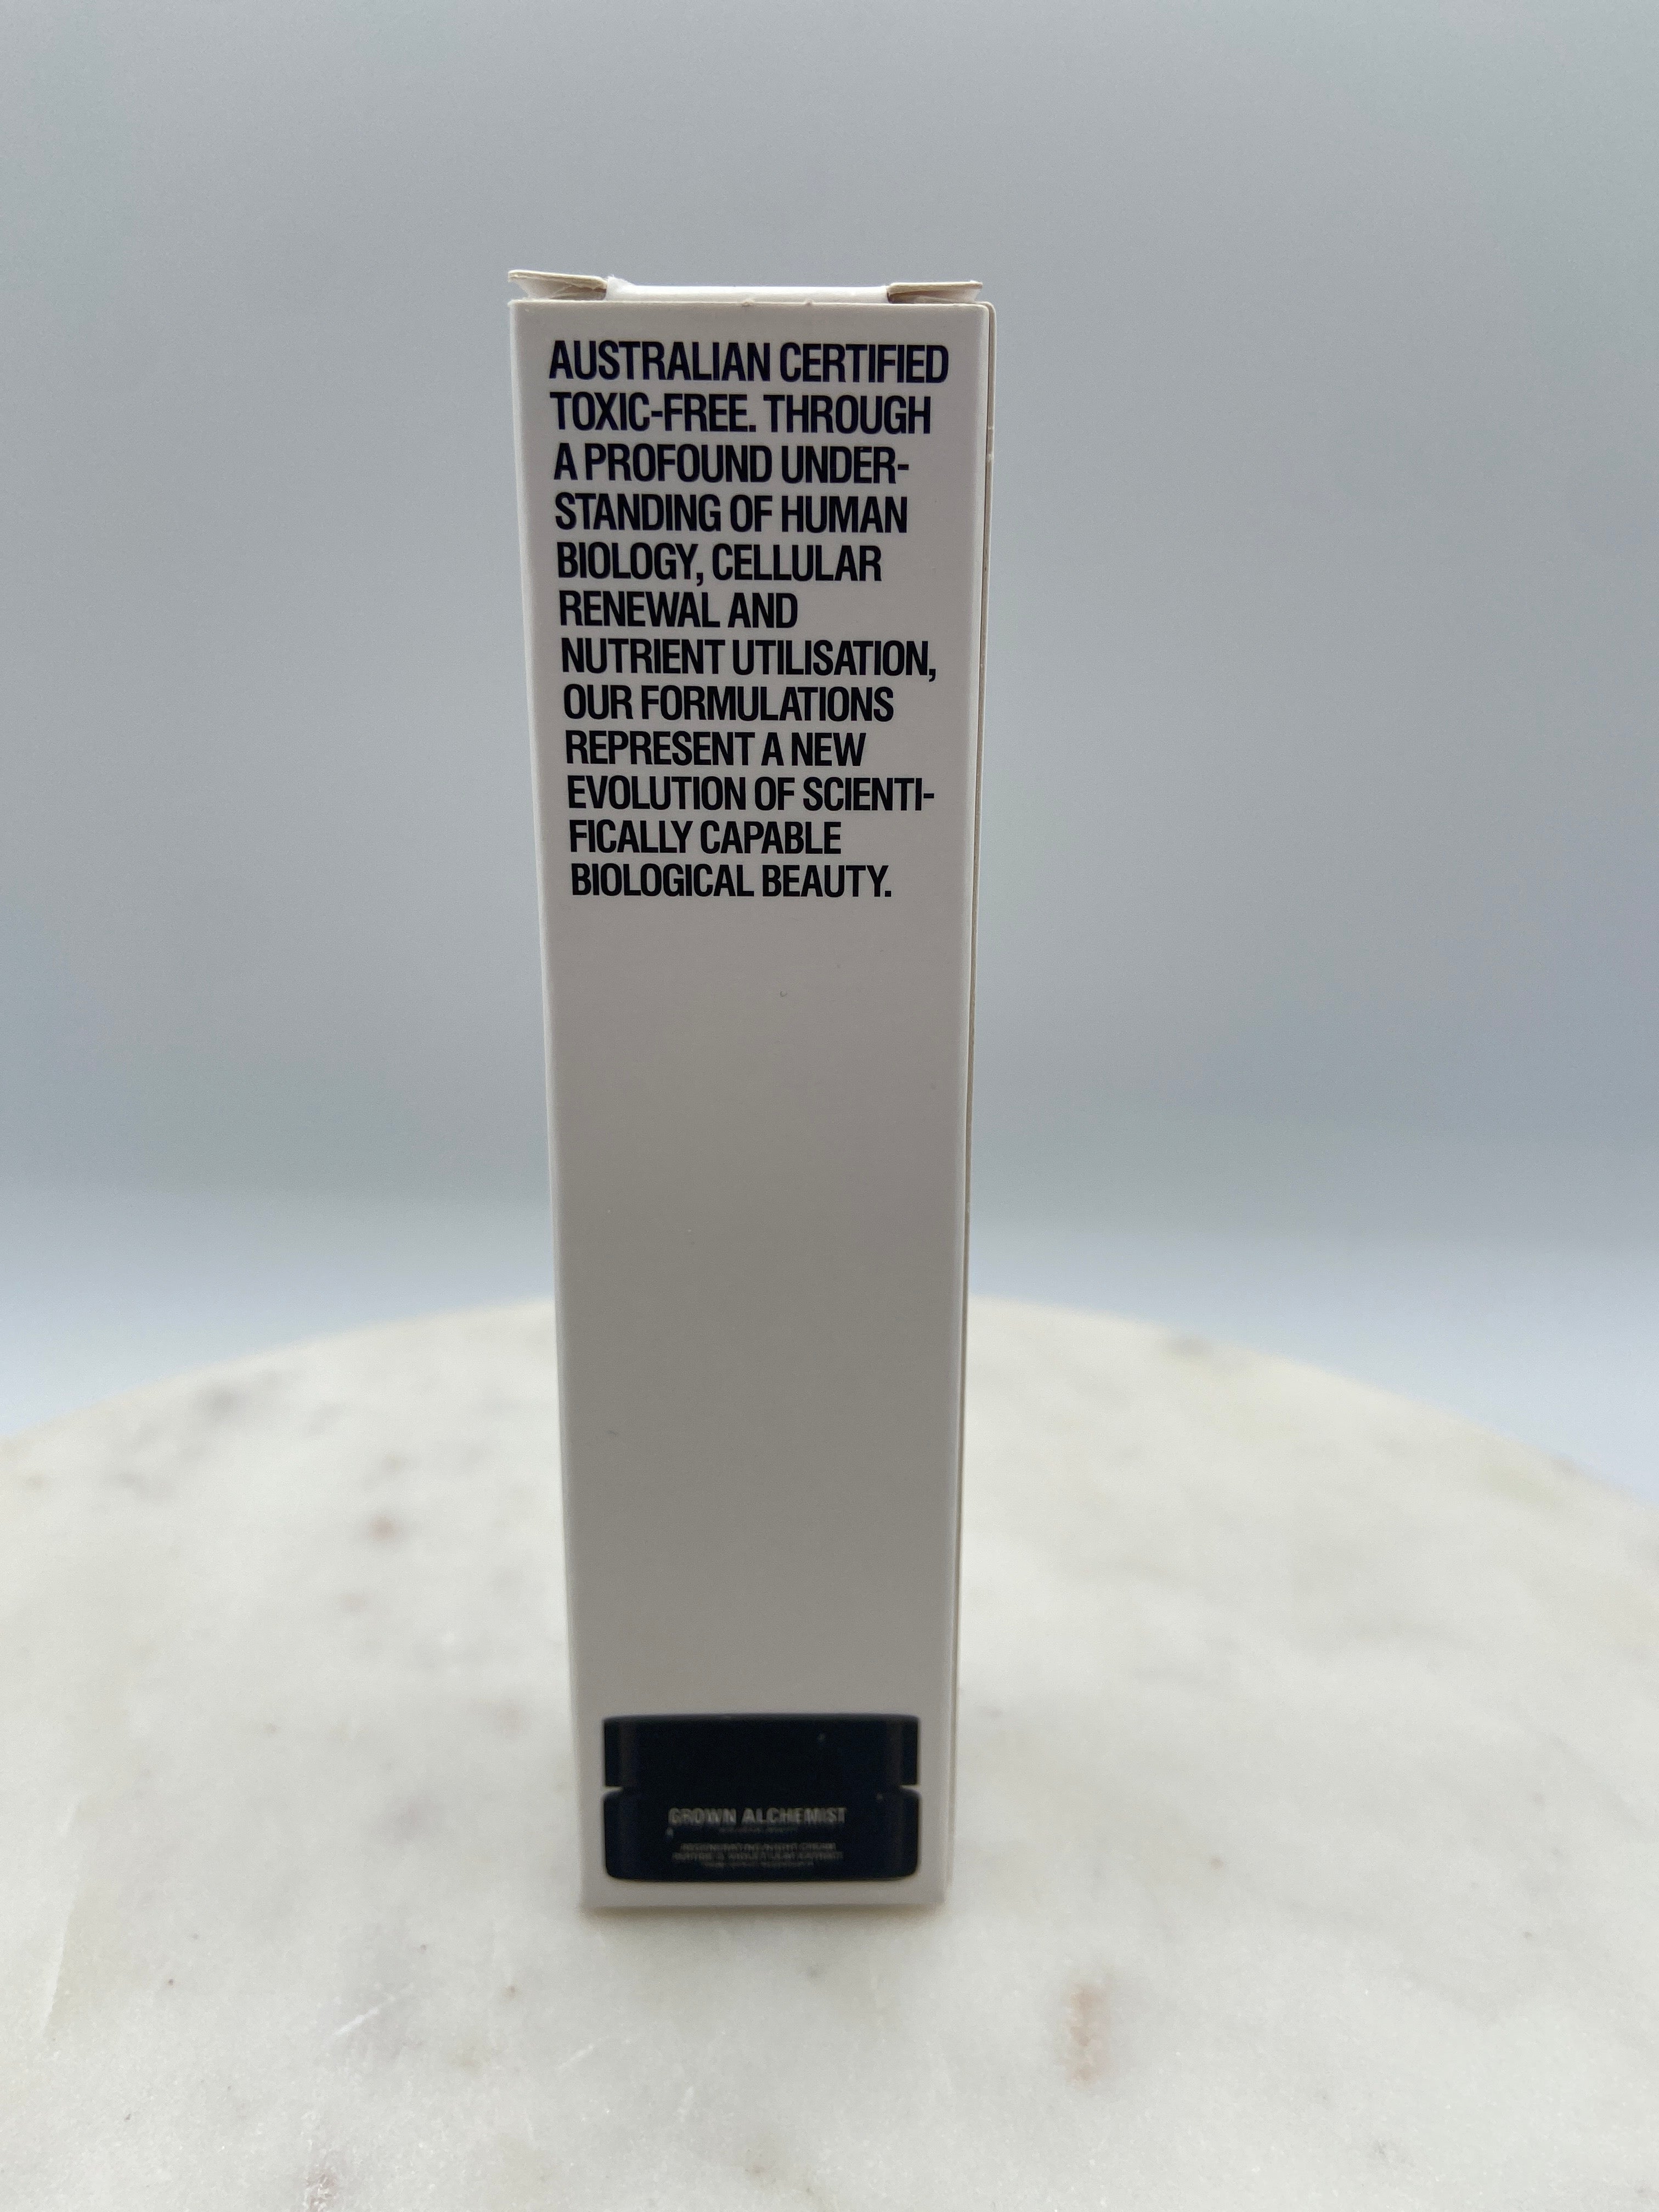 AUSTRALIAN CERTIFIED
TOXIC-FREE. THROUGH
A PROFOUND UNDER-
STANDING OF HUMAN
BIOLOGY, CELLULAR
RENEWAL AND
NUTRIENT UTILISATION,
OUR FORMULATIONS
REPRESENT A NEW
EVOLUTION OF SCIENTI-
FICALLY CAPABLE
BIOLOGICAL BEAUTY.
GROWN ALCHEMIST